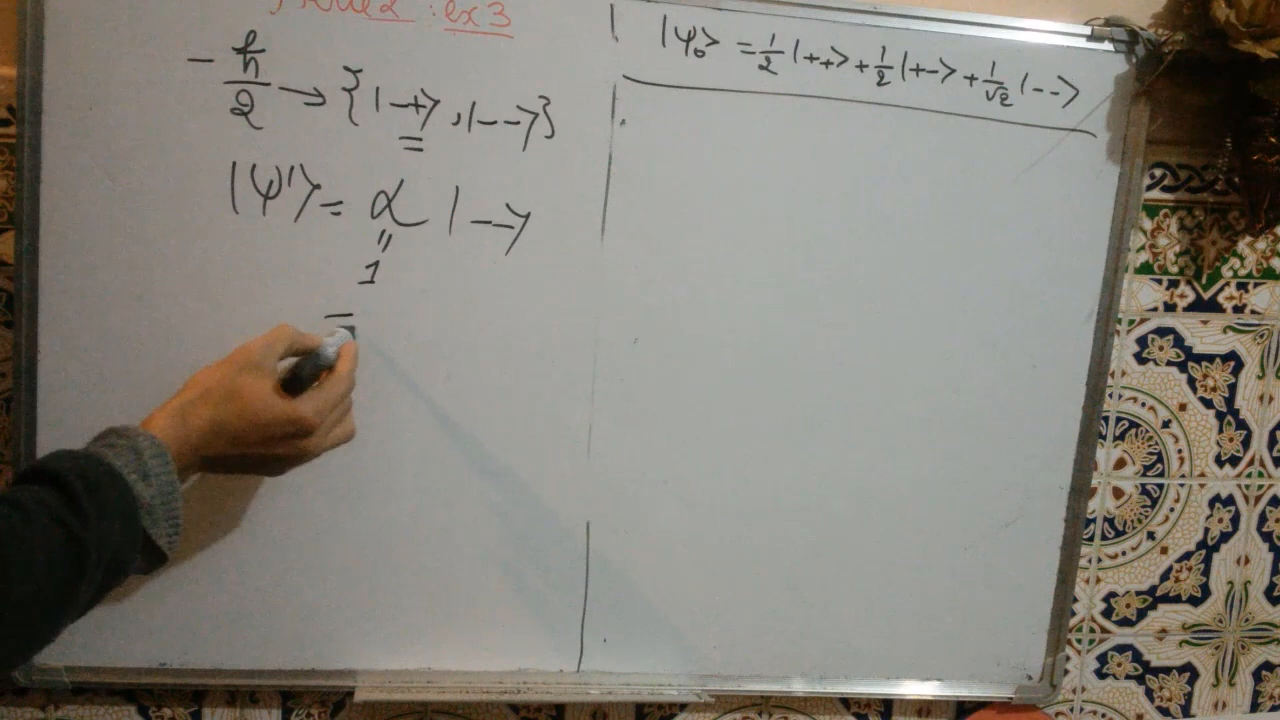 : ex3
-ħ/2 → {|-+>, |-->}
|ψ'> = α |-->
"
1
=
|ψ₀> = 1/2 |++> + 1/2 |+-> + 1/√2 |-->